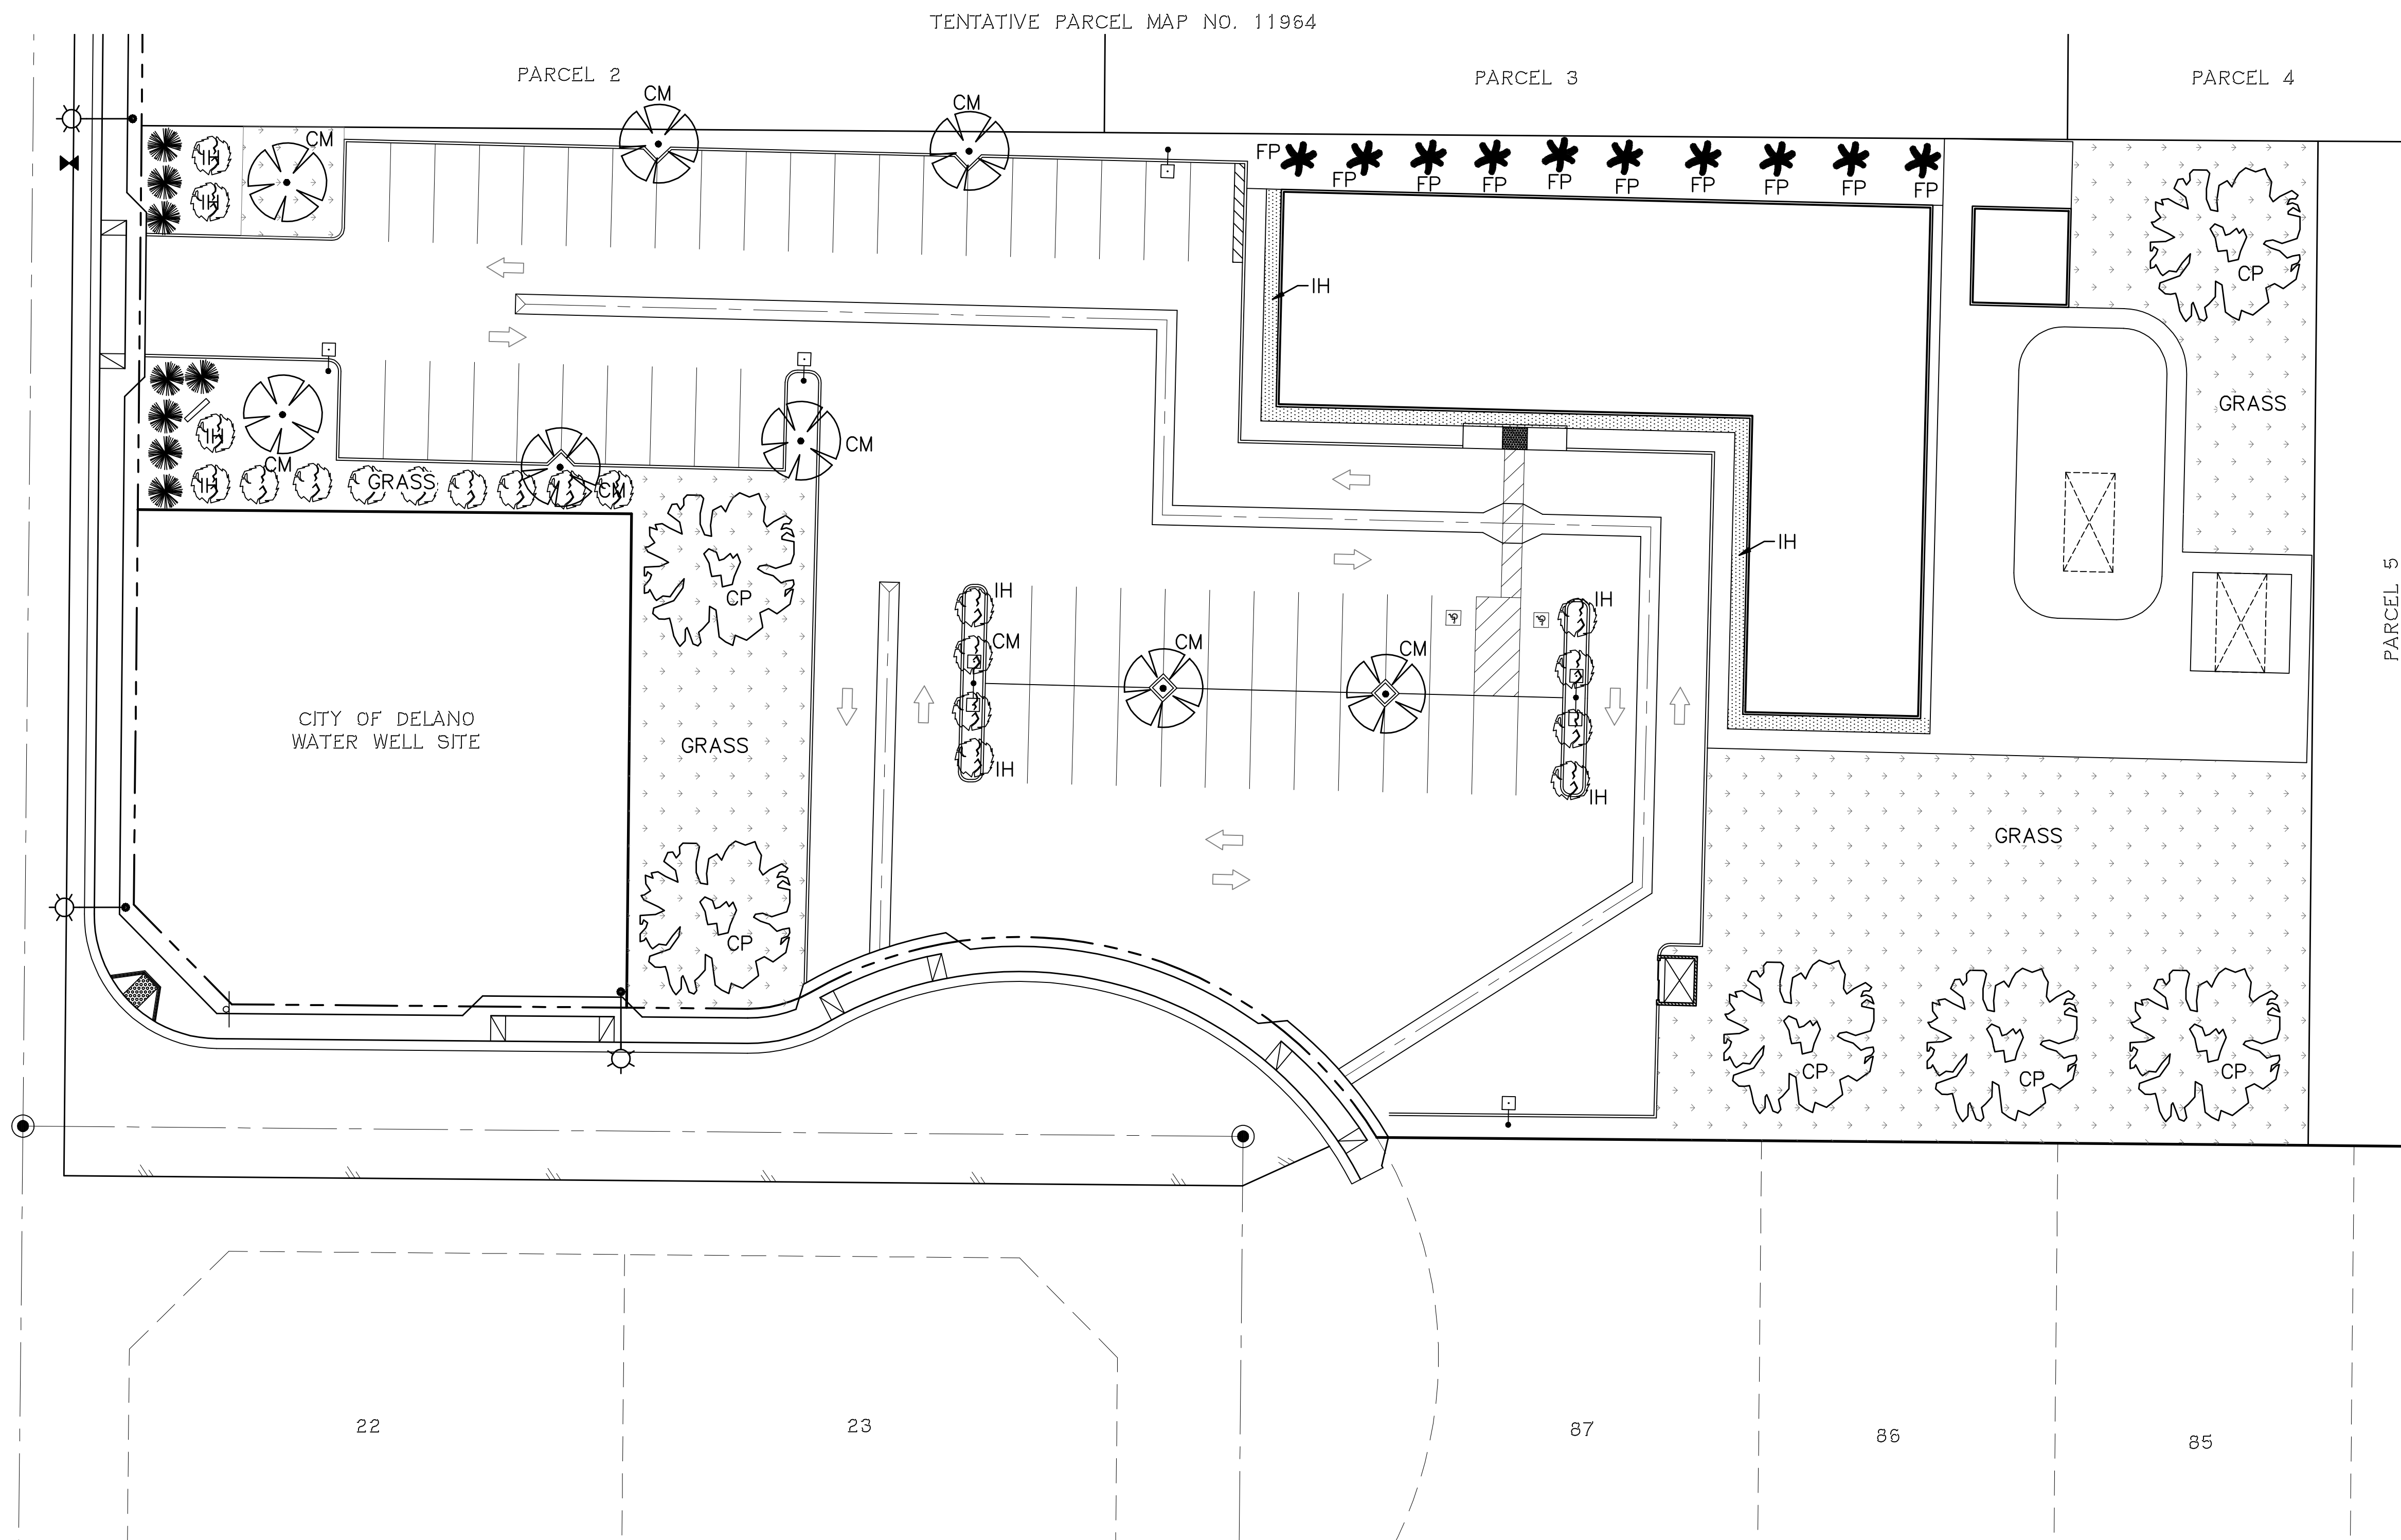 TENTATIVE PARCEL MAP NO. 11964
PARCEL 2
PARCEL 3
PARCEL 4
CM
CM
CM
IH
IH
FP
FP
FP
FP
FP
FP
FP
FP
FP
FP
IH
CP
GRASS
CM
IH
CM
IH
GRASS
CM
IH
PARCEL 5
CP
IH
CM
IH
CM
CM
CITY OF DELANO
WATER WELL SITE
GRASS
IH
IH
GRASS
CP
CP
CP
CP
22
23
87
86
85